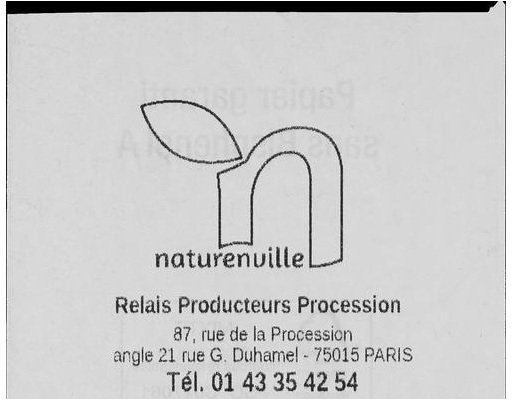 naturenville
Relais Producteurs Procession
87, rue de la Procession
angle 21 rue G. Duhamel - 75015 PARIS
Tél. 01 43 35 42 54